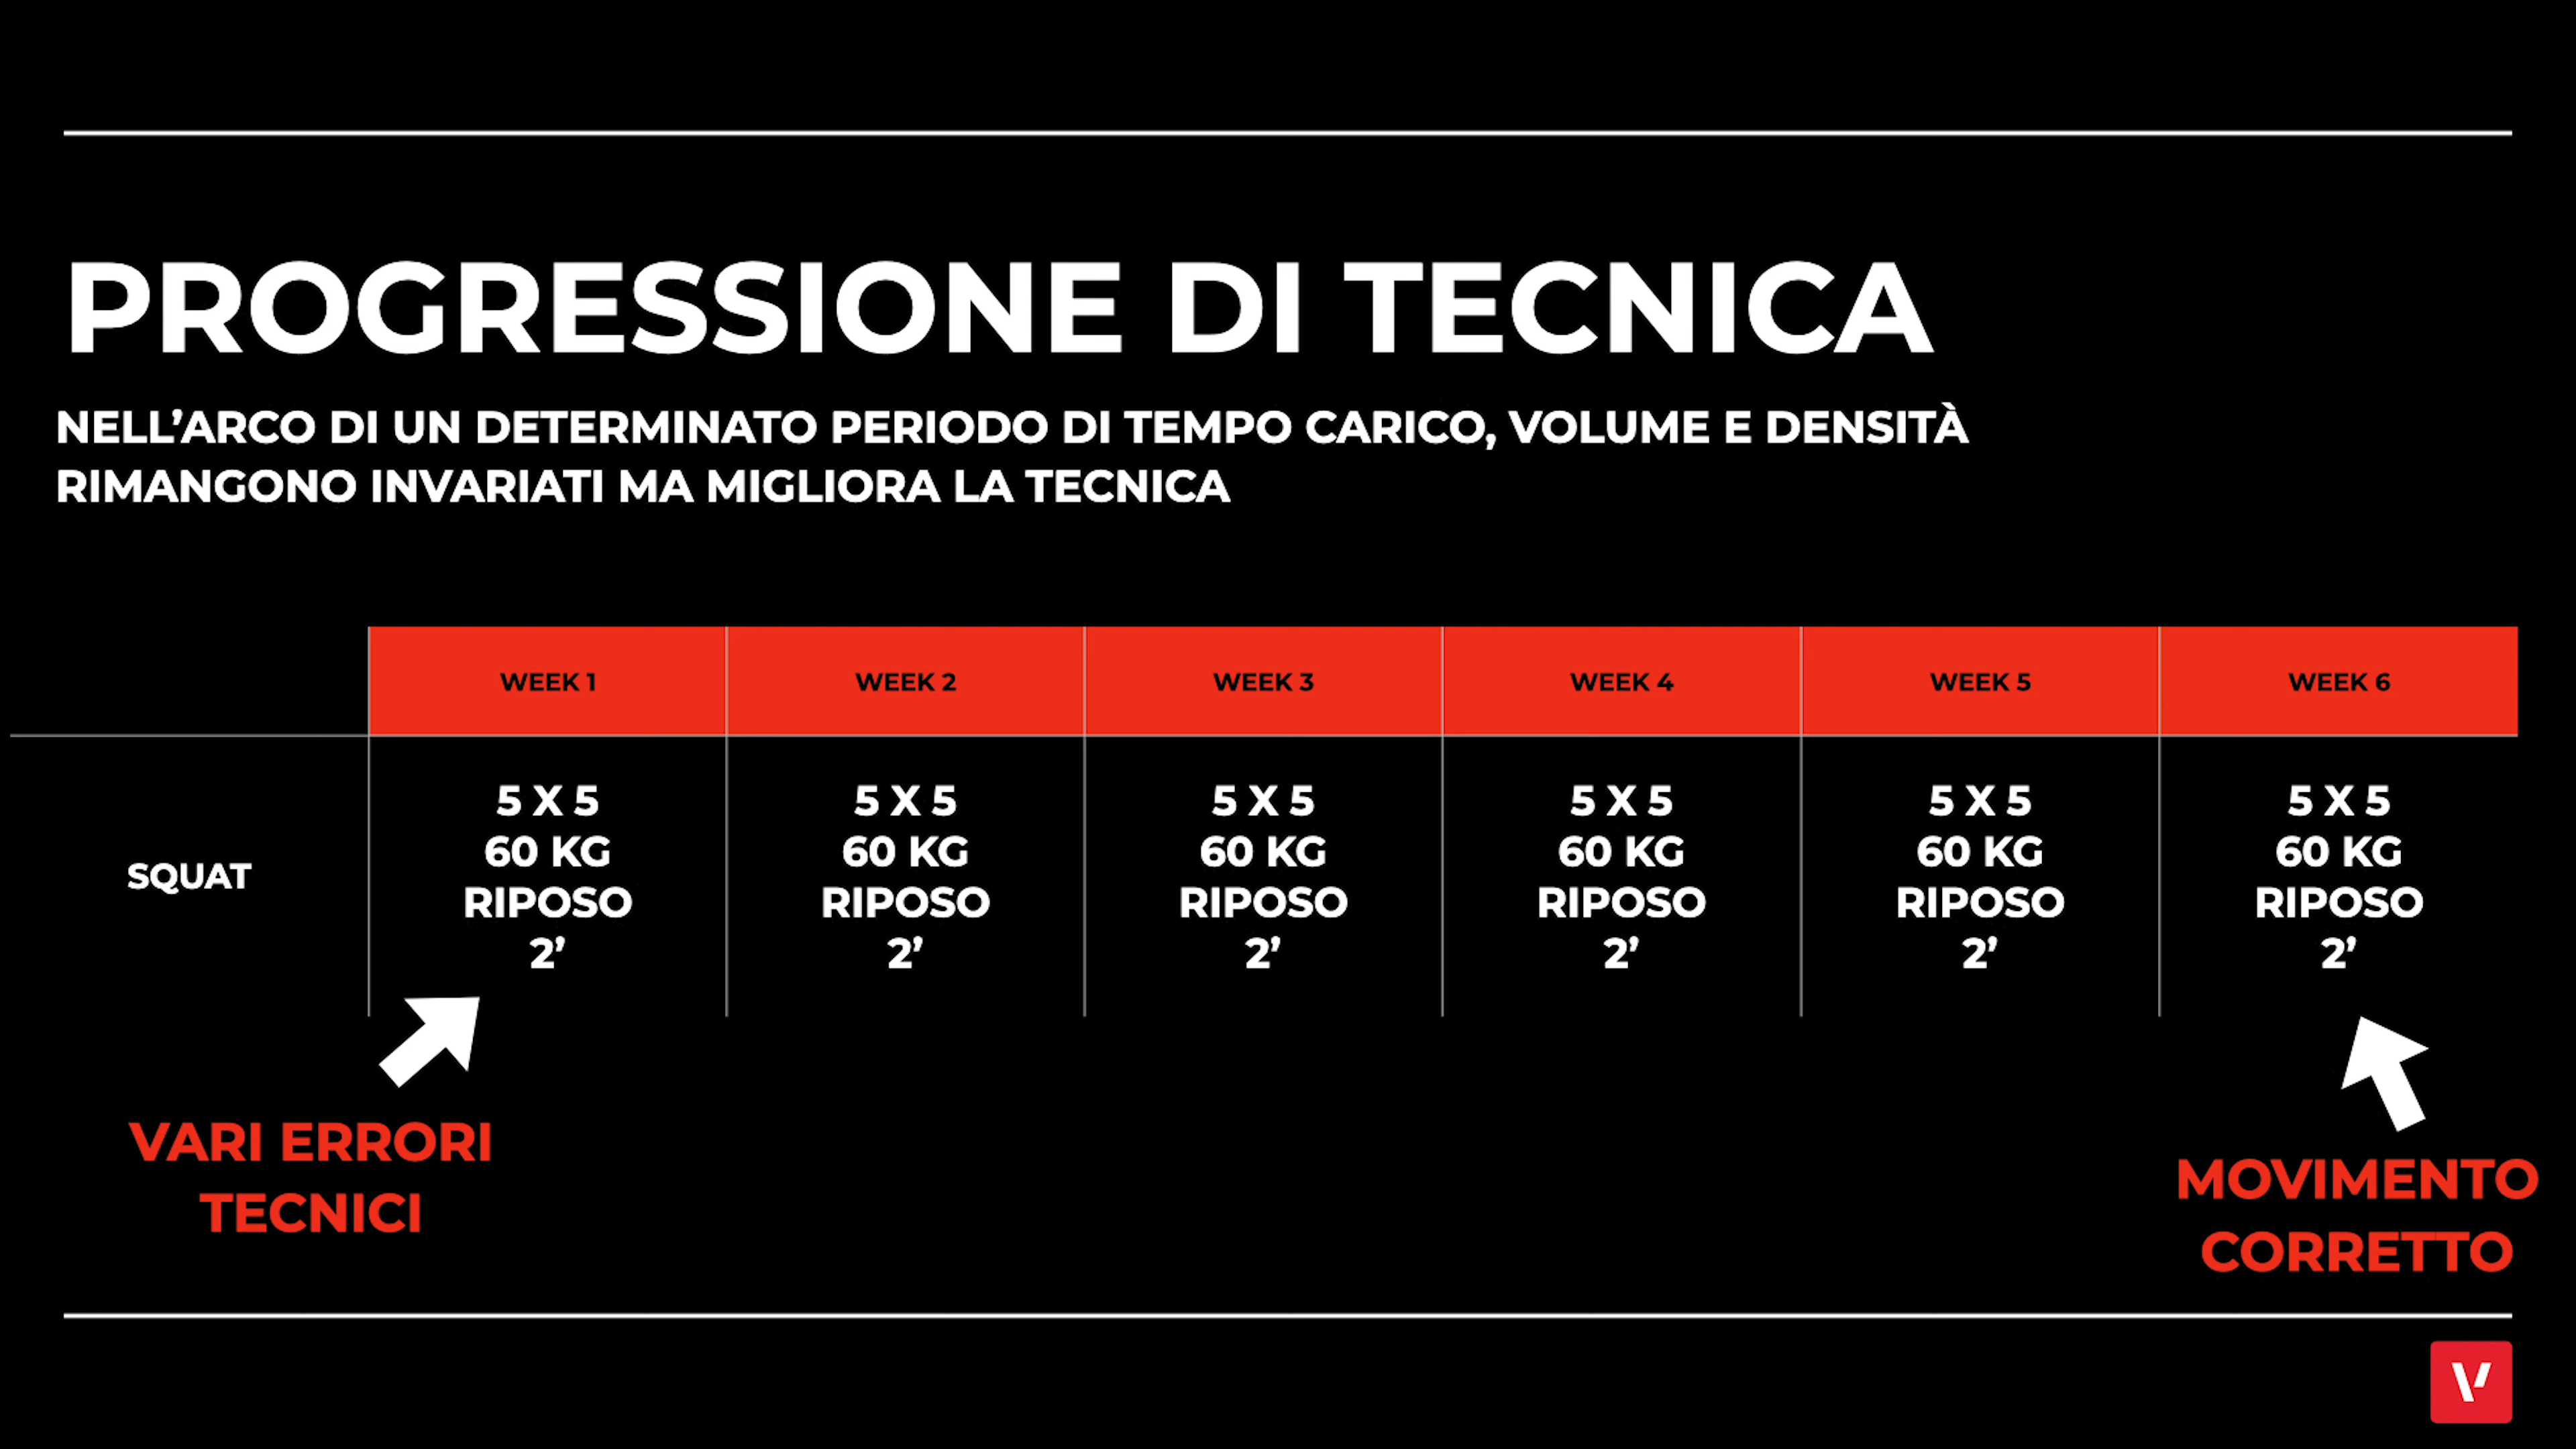 PROGRESSIONE DI TECNICA
NELL’ARCO DI UN DETERMINATO PERIODO DI TEMPO CARICO, VOLUME E DENSITÀ
RIMANGONO INVARIATI MA MIGLIORA LA TECNICA
WEEK 1 WEEK 2 WEEK 3 WEEK 4 WEEK 5 WEEK 6
5 X 5 5 X 5 5 X 5 5 X 5 5 X 5 5 X 5
60 KG 60 KG 60 KG 60 KG 60 KG 60 KG
SQUAT
RIPOSO RIPOSO RIPOSO RIPOSO RIPOSO RIPOSO
2’ 2’ 2’ 2’ 2’ 2’
VARI ERRORI
TECNICI
MOVIMENTO
CORRETTO